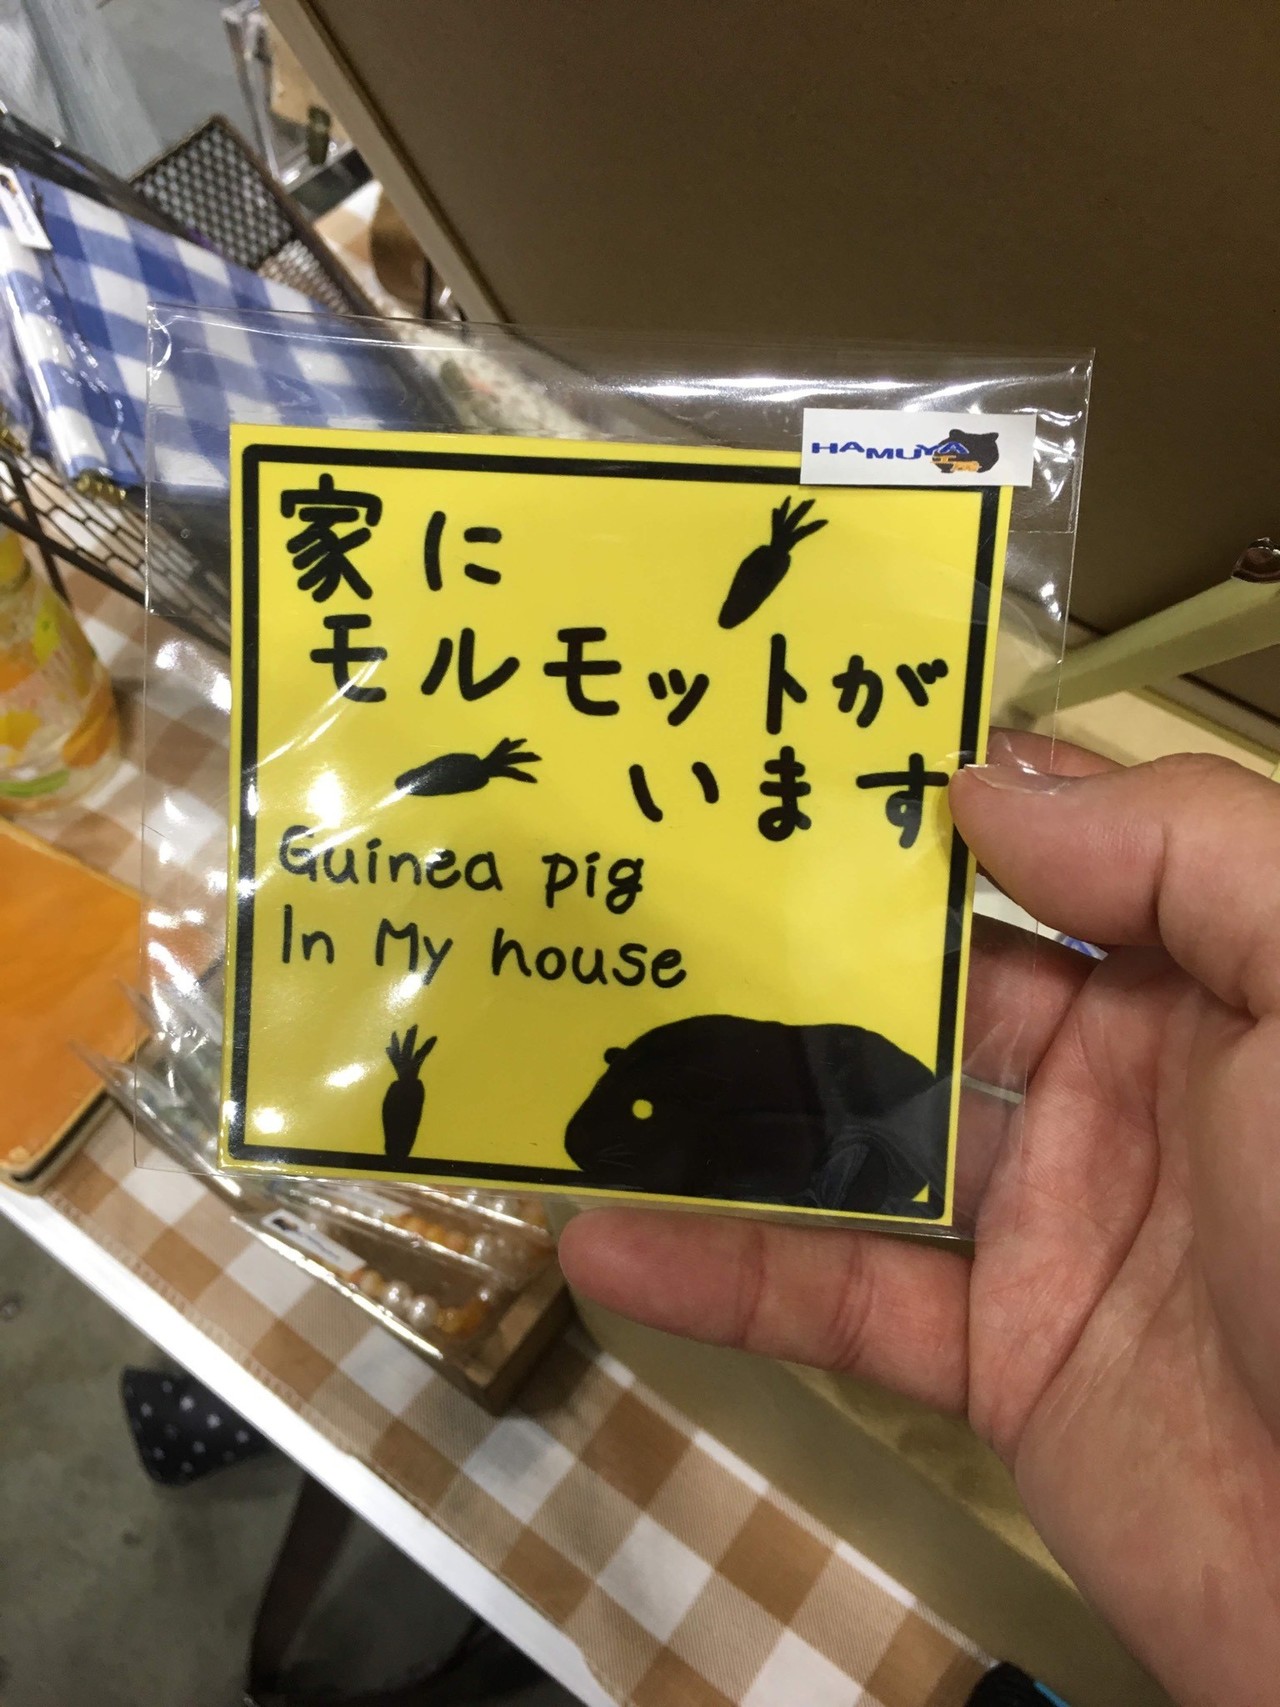 HAMUYA
家に
モルモットが
います
Guinea pig
In My house